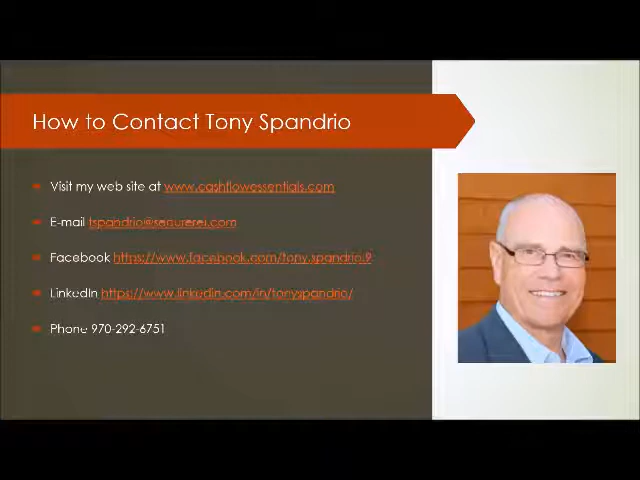 How to Contact Tony Spandrio
Visit my web site at www.cashflowessentials.com
E-mail tspandrio@securerei.com
Facebook https://www.facebook.com/tony.spandrio.9
LinkedIn https://www.linkedin.com/in/tonyspandrio/
Phone 970-292-6751